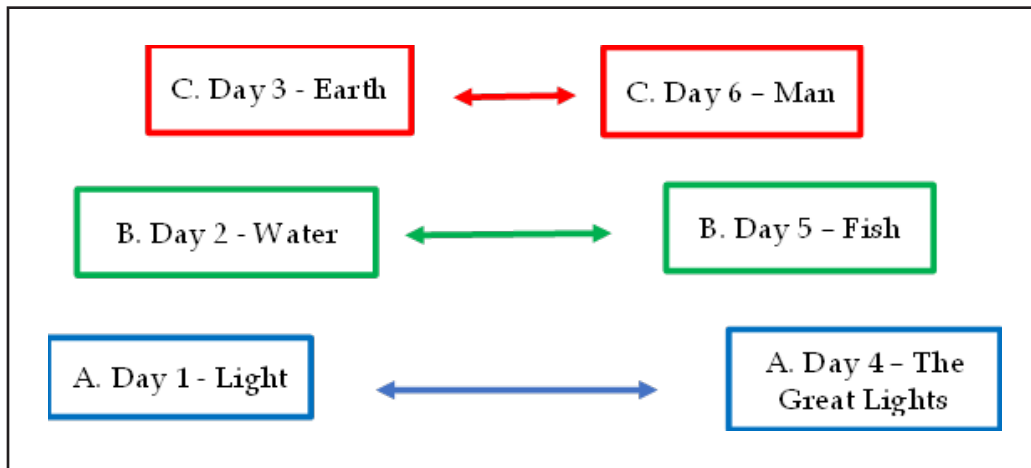 C. Day 3 - Earth
C. Day 6 – Man
B. Day 2 - Water
B. Day 5 – Fish
A. Day 1 - Light
A. Day 4 – The
Great Lights